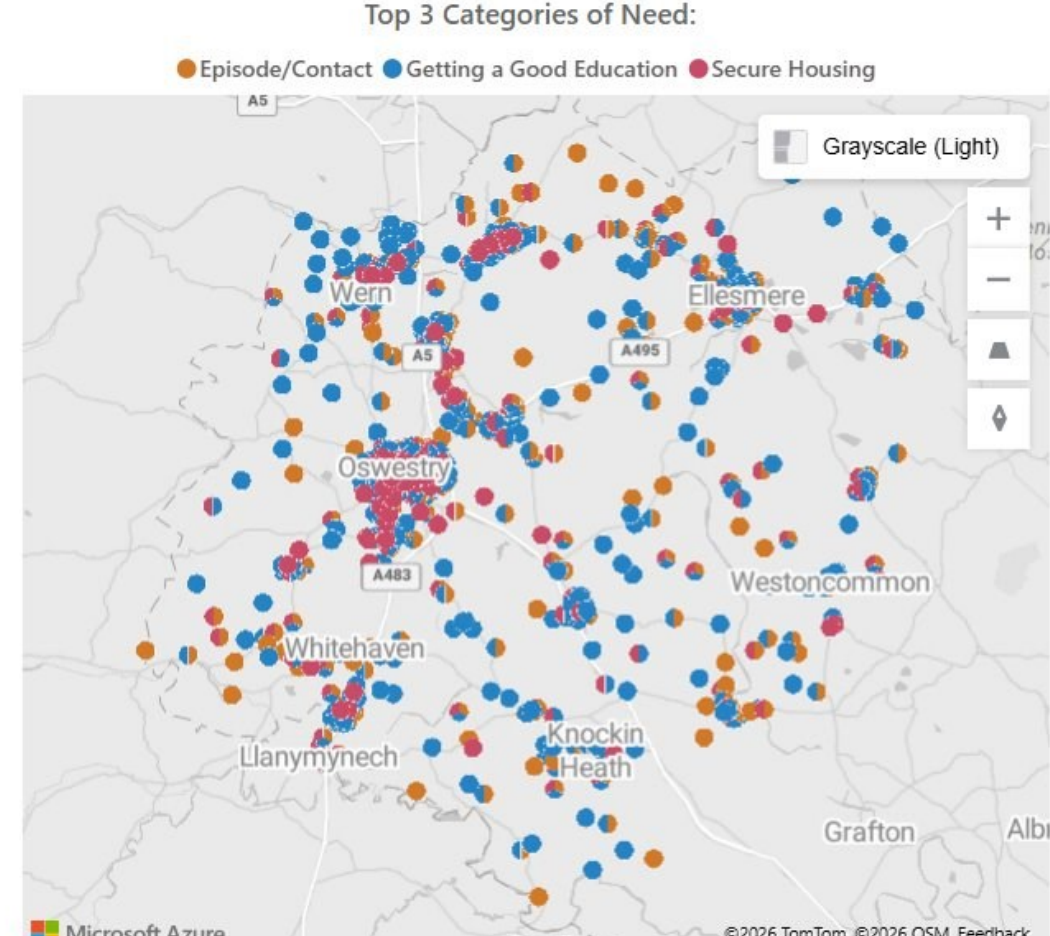 Top 3 Categories of Need:
Episode/Contact Getting a Good Education Secure Housing
A5
Grayscale (Light)
Wern
Ellesmere
A5
A495
Oswestry
A483
Westoncommon
Whitehaven
Knockin
Heath
Llanymynech
Grafton
Microsoft Azure
©2026 TomTom, ©2026 OSM Feedback